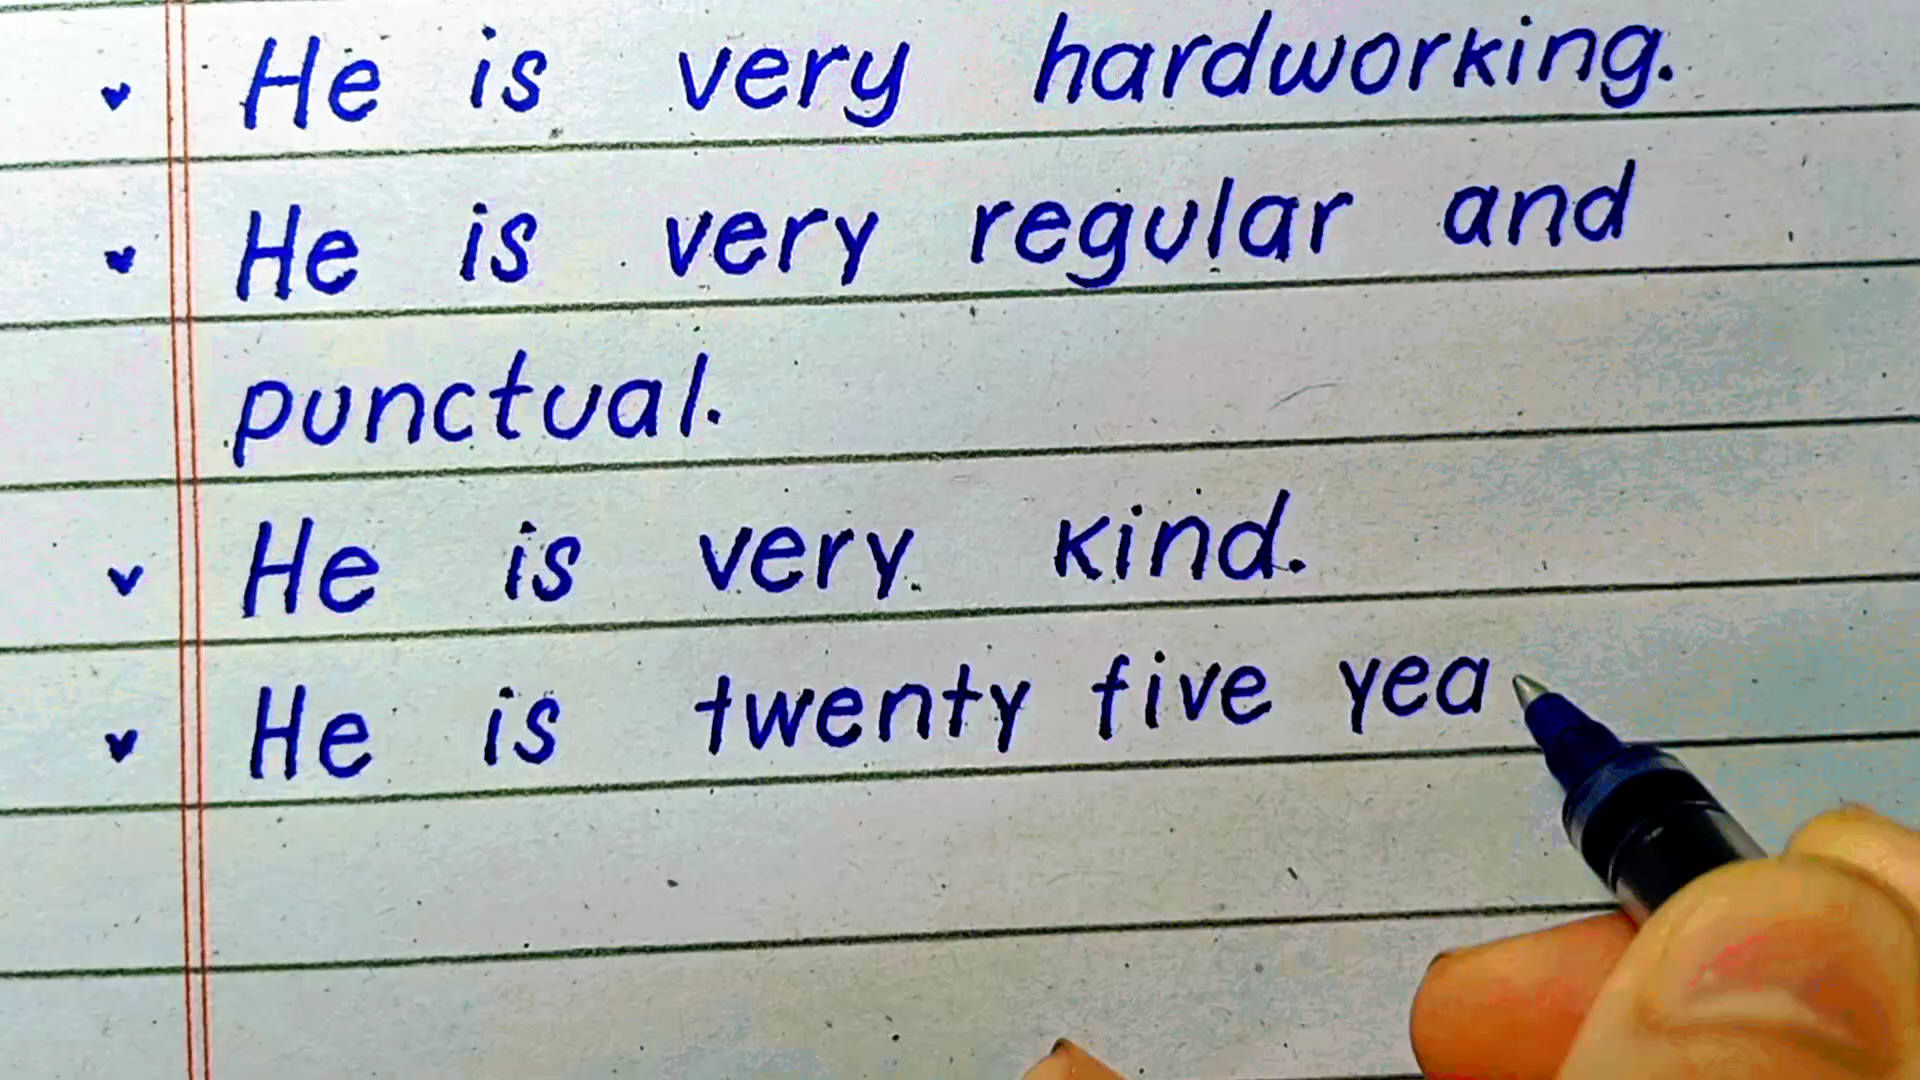 He is very hardworking.
He is very regular and
punctual.
He is very kind.
He is twenty five yea